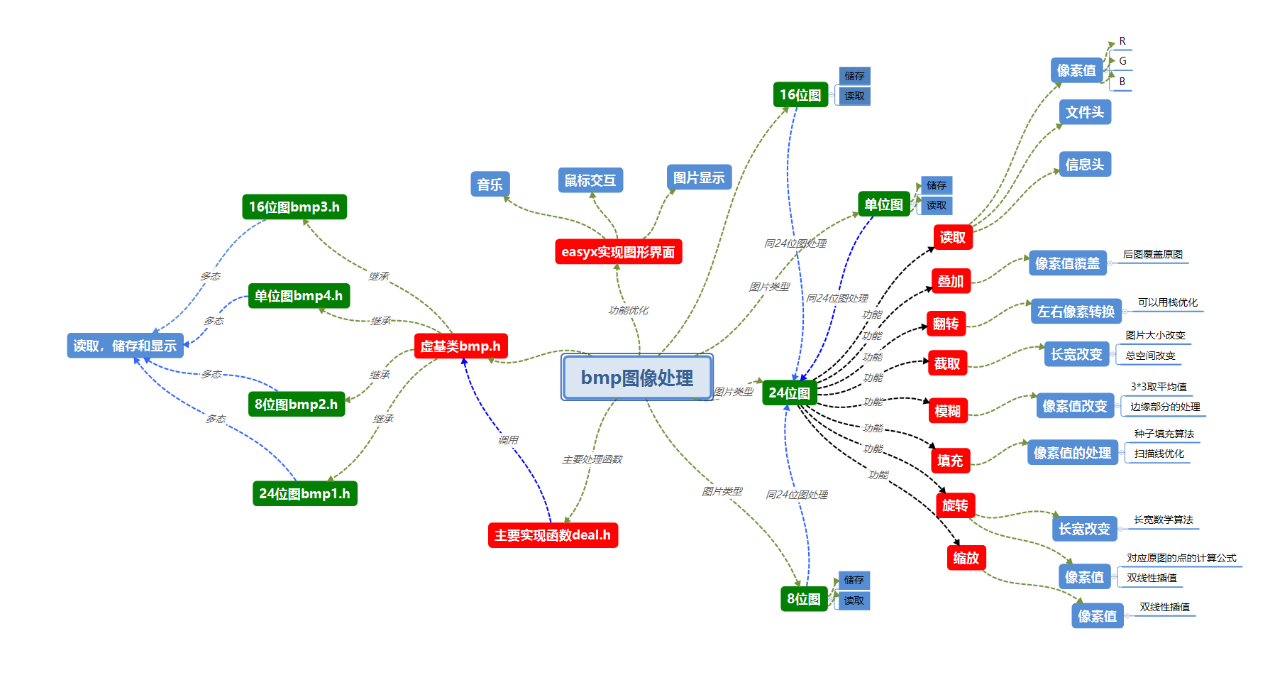 bmp图像处理
功能优化
easyx实现图形界面
音乐
鼠标交互
图片显示
虚基类bmp.h
继承
继承
继承
继承
16位图bmp3.h
单位图bmp4.h
8位图bmp2.h
24位图bmp1.h
多态
多态
多态
多态
读取，储存和显示
调用
主要处理函数
主要实现函数deal.h
16位图
储存
读取
同24位图处理
图片类型
单位图
储存
读取
同24位图处理
图片类型
24位图
图片类型
8位图
储存
读取
同24位图处理
功能
功能
功能
功能
功能
功能
功能
功能
读取
像素值
R
G
B
文件头
信息头
叠加
像素值覆盖
后图覆盖原图
翻转
左右像素转换
可以用栈优化
截取
长宽改变
图片大小改变
总空间改变
模糊
像素值改变
3*3取平均值
边缘部分的处理
填充
像素值的处理
种子填充算法
扫描线优化
旋转
长宽改变
长宽数学算法
像素值
对应原图的点的计算公式
双线性插值
缩放
像素值
双线性插值